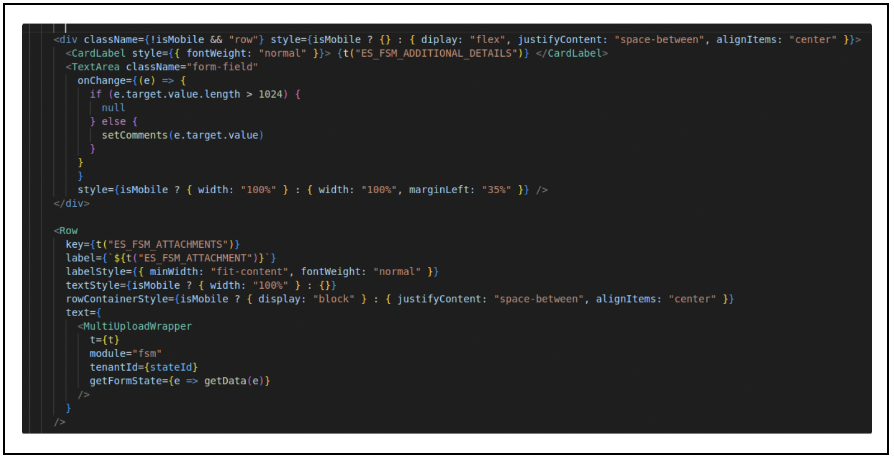 <div className={!isMobile && "row"} style={isMobile ? {} : { diplay: "flex", justifyContent: "space-between", alignItems: "center" }}>
<CardLabel style={{ fontWeight: "normal" }}> {t("ES_FSM_ADDITIONAL_DETAILS")} </CardLabel>
<TextArea className="form-field"
onChange={(e) => {
if (e.target.value.length > 1024) {
null
} else {
setComments(e.target.value)
}
}
}
style={isMobile ? { width: "100%" } : { width: "100%", marginLeft: "35%" }} />
</div>
<Row
key={t("ES_FSM_ATTACHMENTS")}
label={`${t("ES_FSM_ATTACHMENT")}`}
labelStyle={{ minWidth: "fit-content", fontWeight: "normal" }}
textStyle={isMobile ? { width: "100%" } : {}}
rowContainerStyle={isMobile ? { display: "block" } : { justifyContent: "space-between", alignItems: "center" }}
text={
<MultiUploadWrapper
t={t}
module="fsm"
tenantId={stateId}
getFormState={e => getData(e)}
/>
}
/>